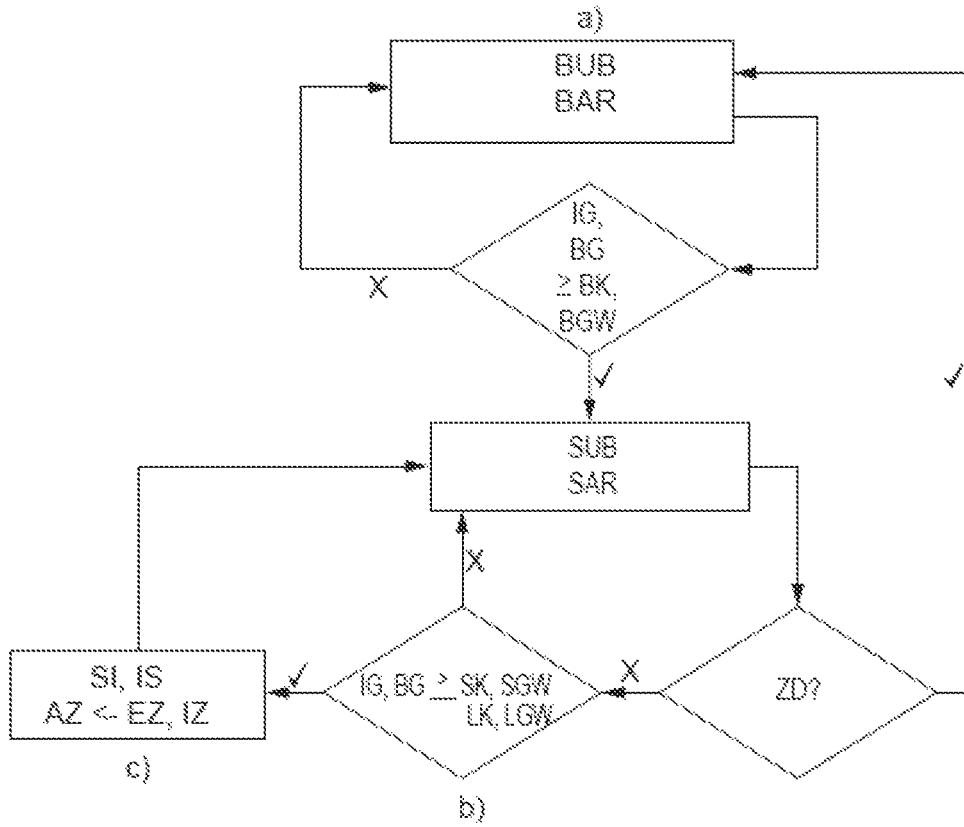 a)
BUB
BAR
IG,
BG
≥ BK,
BGW
X
✓
✓
SUB
SAR
X
SI, IS
AZ <- EZ, IZ
✓
IG, BG ≥ SK, SGW
LK, LGW
X
ZD?
c)
b)